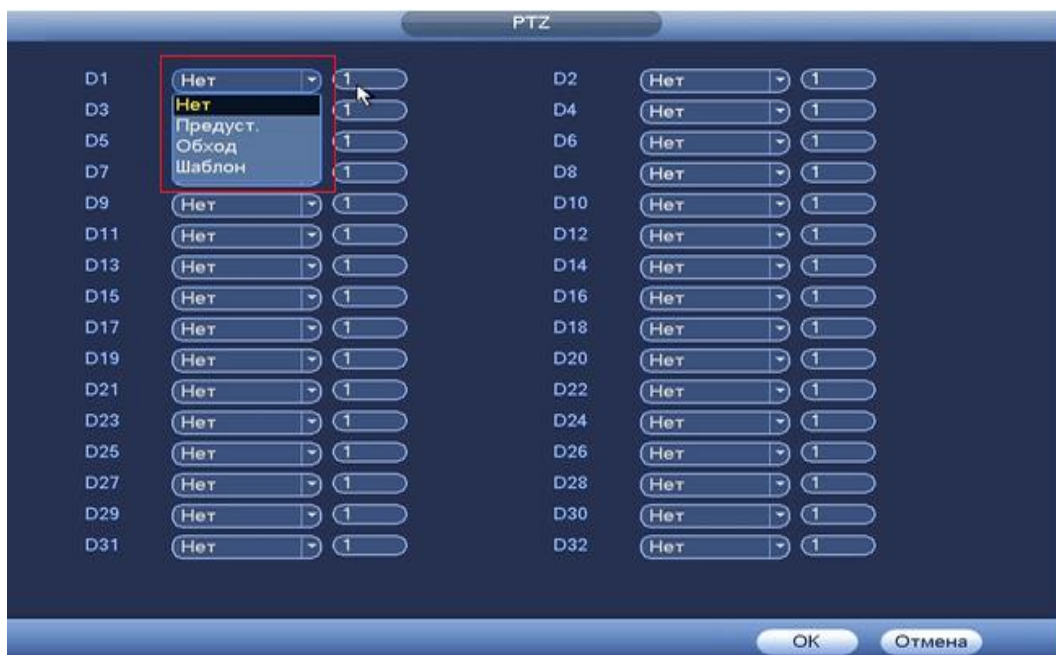 PTZ
D1 Нет 1 D2 Нет 1
Нет
D3 1 D4 Нет 1
Предуст.
D5 Обход 1 D6 Нет 1
D7 Шаблон 1 D8 Нет 1
D9 Нет 1 D10 Нет 1
D11 Нет 1 D12 Нет 1
D13 Нет 1 D14 Нет 1
D15 Нет 1 D16 Нет 1
D17 Нет 1 D18 Нет 1
D19 Нет 1 D20 Нет 1
D21 Нет 1 D22 Нет 1
D23 Нет 1 D24 Нет 1
D25 Нет 1 D26 Нет 1
D27 Нет 1 D28 Нет 1
D29 Нет 1 D30 Нет 1
D31 Нет 1 D32 Нет 1
OK Отмена